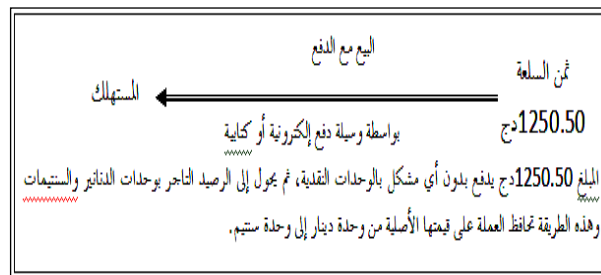 البيع مع الدفع
ثمن السلعة
المستهلك
1250.50دج
بواسطة وسيلة دفع إلكترونية أو كتابية
المبلغ 1250.50دج يدفع بدون أي مشكل بالوحدات النقدية، ثم يحول إلى الرصيد التاجر بوحدات الدنانير والسنتيمات
وهذه الطريقة تحافظ العملة على قيمتها الأصلية من وحدة دينار إلى وحدة سنتيم.